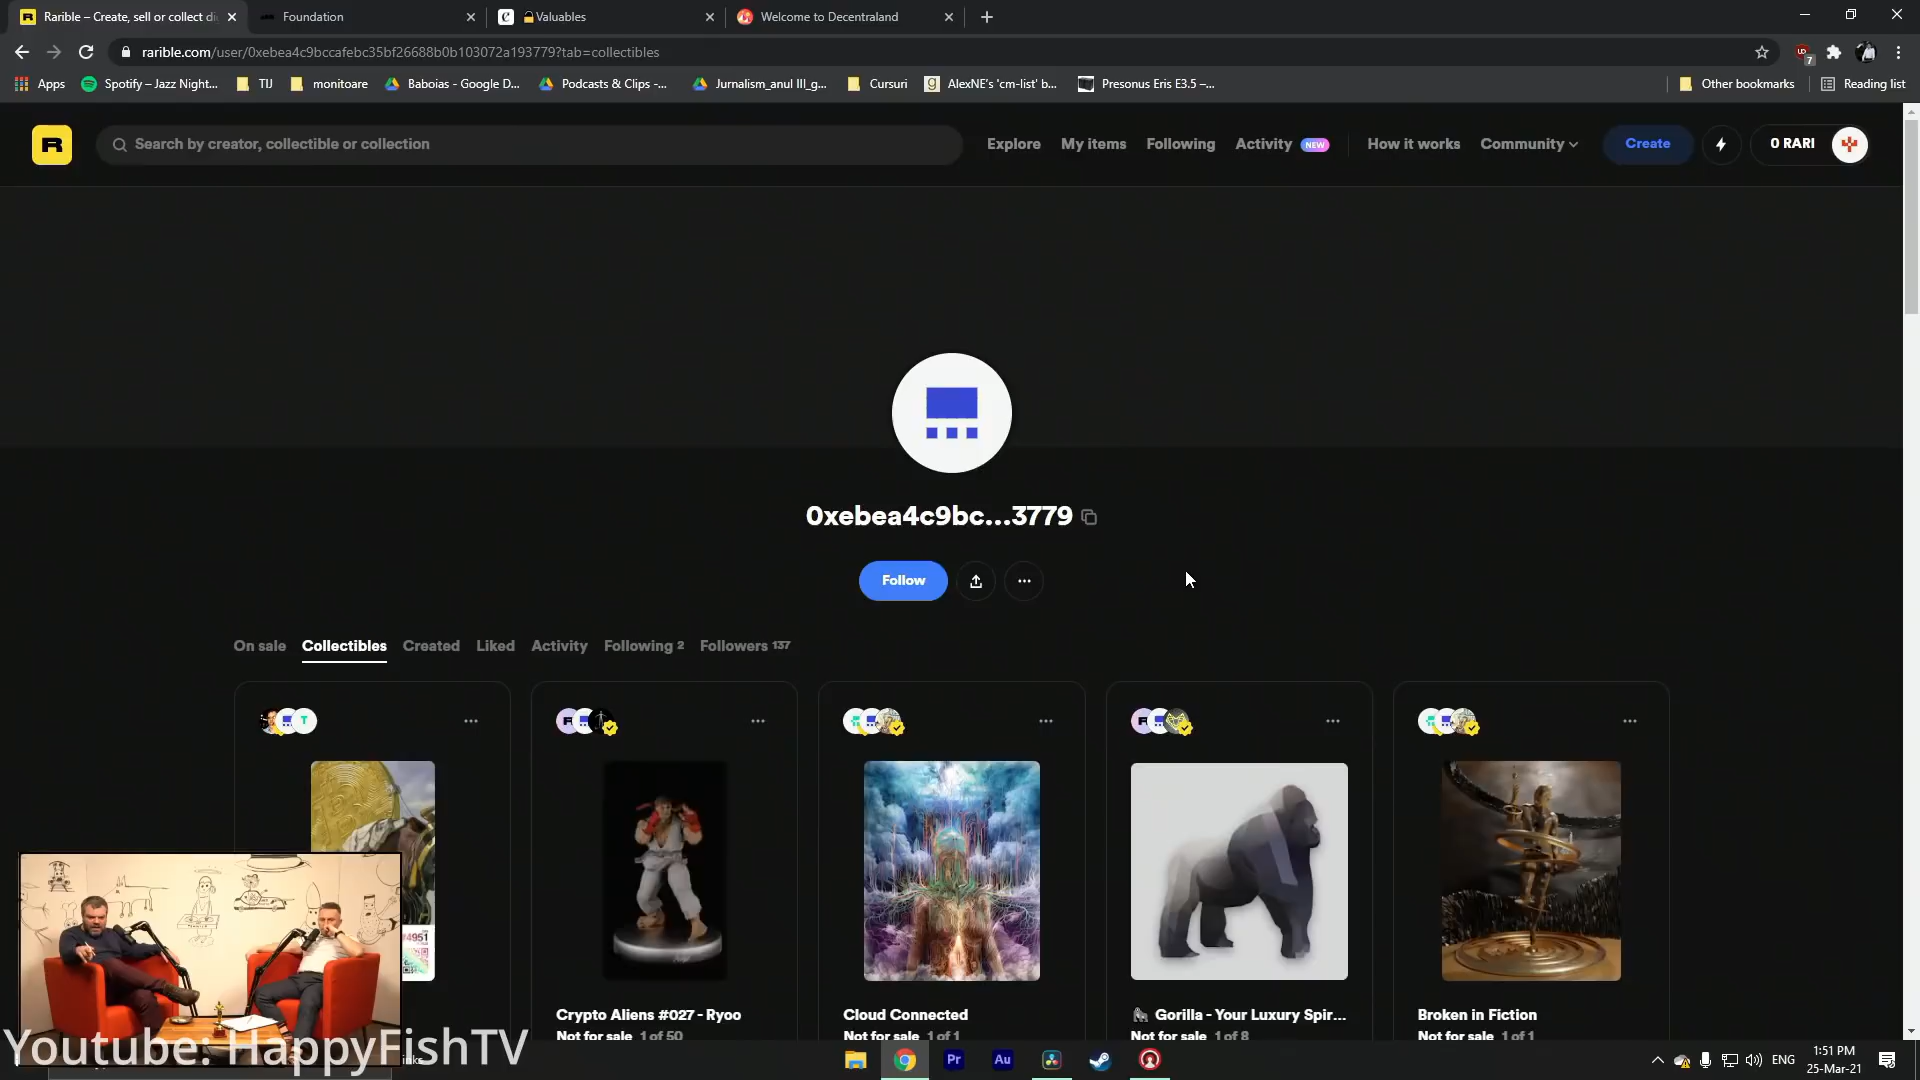 Rarible – Create, sell or collect di
Foundation
Valuables
Welcome to Decentraland
rarible.com/user/0xebea4c9bccafebc35bf26688b0b103072a193779?tab=collectibles
7
Apps
Spotify – Jazz Night...
TIJ
monitoare
Baboias - Google D...
Podcasts & Clips -...
Jurnalism_anul III_g...
Cursuri
AlexNE's 'cm-list' b...
Presonus Eris E3.5 –...
Other bookmarks
Reading list
R
Search by creator, collectible or collection
Explore
My items
Following
Activity NEW
How it works
Community
Create
0 RARI
0xebea4c9bc...3779
Follow
On sale
Collectibles
Created
Liked
Activity
Following 2
Followers 137
#4951
Crypto Aliens #027 - Ryoo
Not for sale 1 of 50
Cloud Connected
Not for sale 1 of 1
Gorilla - Your Luxury Spir...
Not for sale 1 of 8
Broken in Fiction
Not for sale 1 of 1
Youtube: HappyFishTV
Pr
Au
ENG
1:51 PM
25-Mar-21